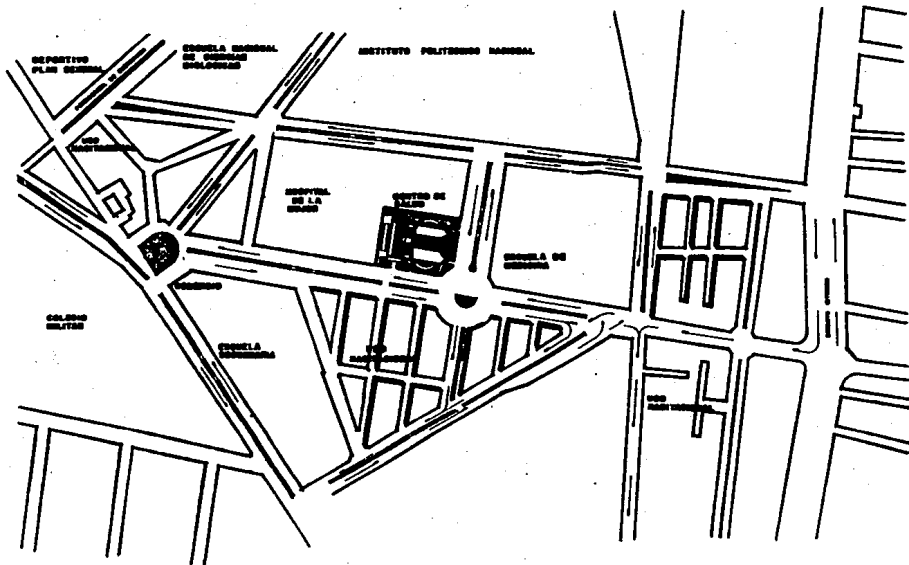 DEPORTIVO
PLAN SEXENAL
ESCUELA NACIONAL
DE CIENCIAS
BIOLOGICAS
INSTITUTO POLITECNICO NACIONAL
USO
HABITACIONAL
HOSPITAL
DE LA
MUJER
CENTRO DE
SALUD
ESCUELA DE
MEDICINA
COMERCIO
COLEGIO
MILITAR
ESCUELA
USO
HABITACIONAL
USO
HABITACIONAL